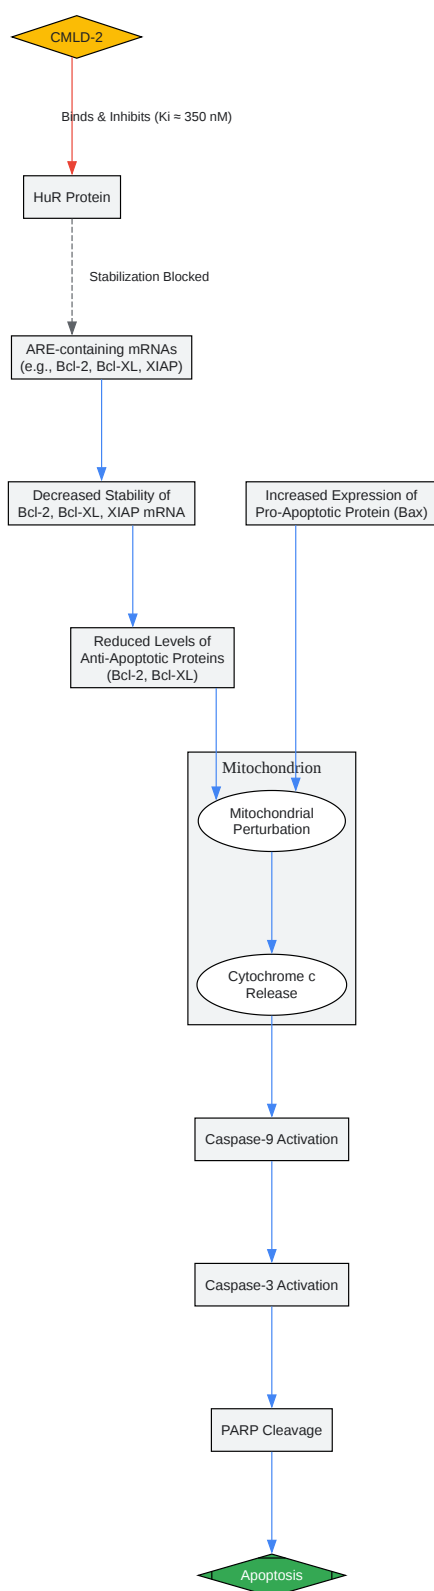 CMLD-2
Binds & Inhibits (Ki ≈ 350 nM)
HuR Protein
Stabilization Blocked
ARE-containing mRNAs
(e.g., Bcl-2, Bcl-XL, XIAP)
Decreased Stability of
Bcl-2, Bcl-XL, XIAP mRNA
Increased Expression of
Pro-Apoptotic Protein (Bax)
Reduced Levels of
Anti-Apoptotic Proteins
(Bcl-2, Bcl-XL)
Mitochondrion
Mitochondrial
Perturbation
Cytochrome c
Release
Caspase-9 Activation
Caspase-3 Activation
PARP Cleavage
Apoptosis